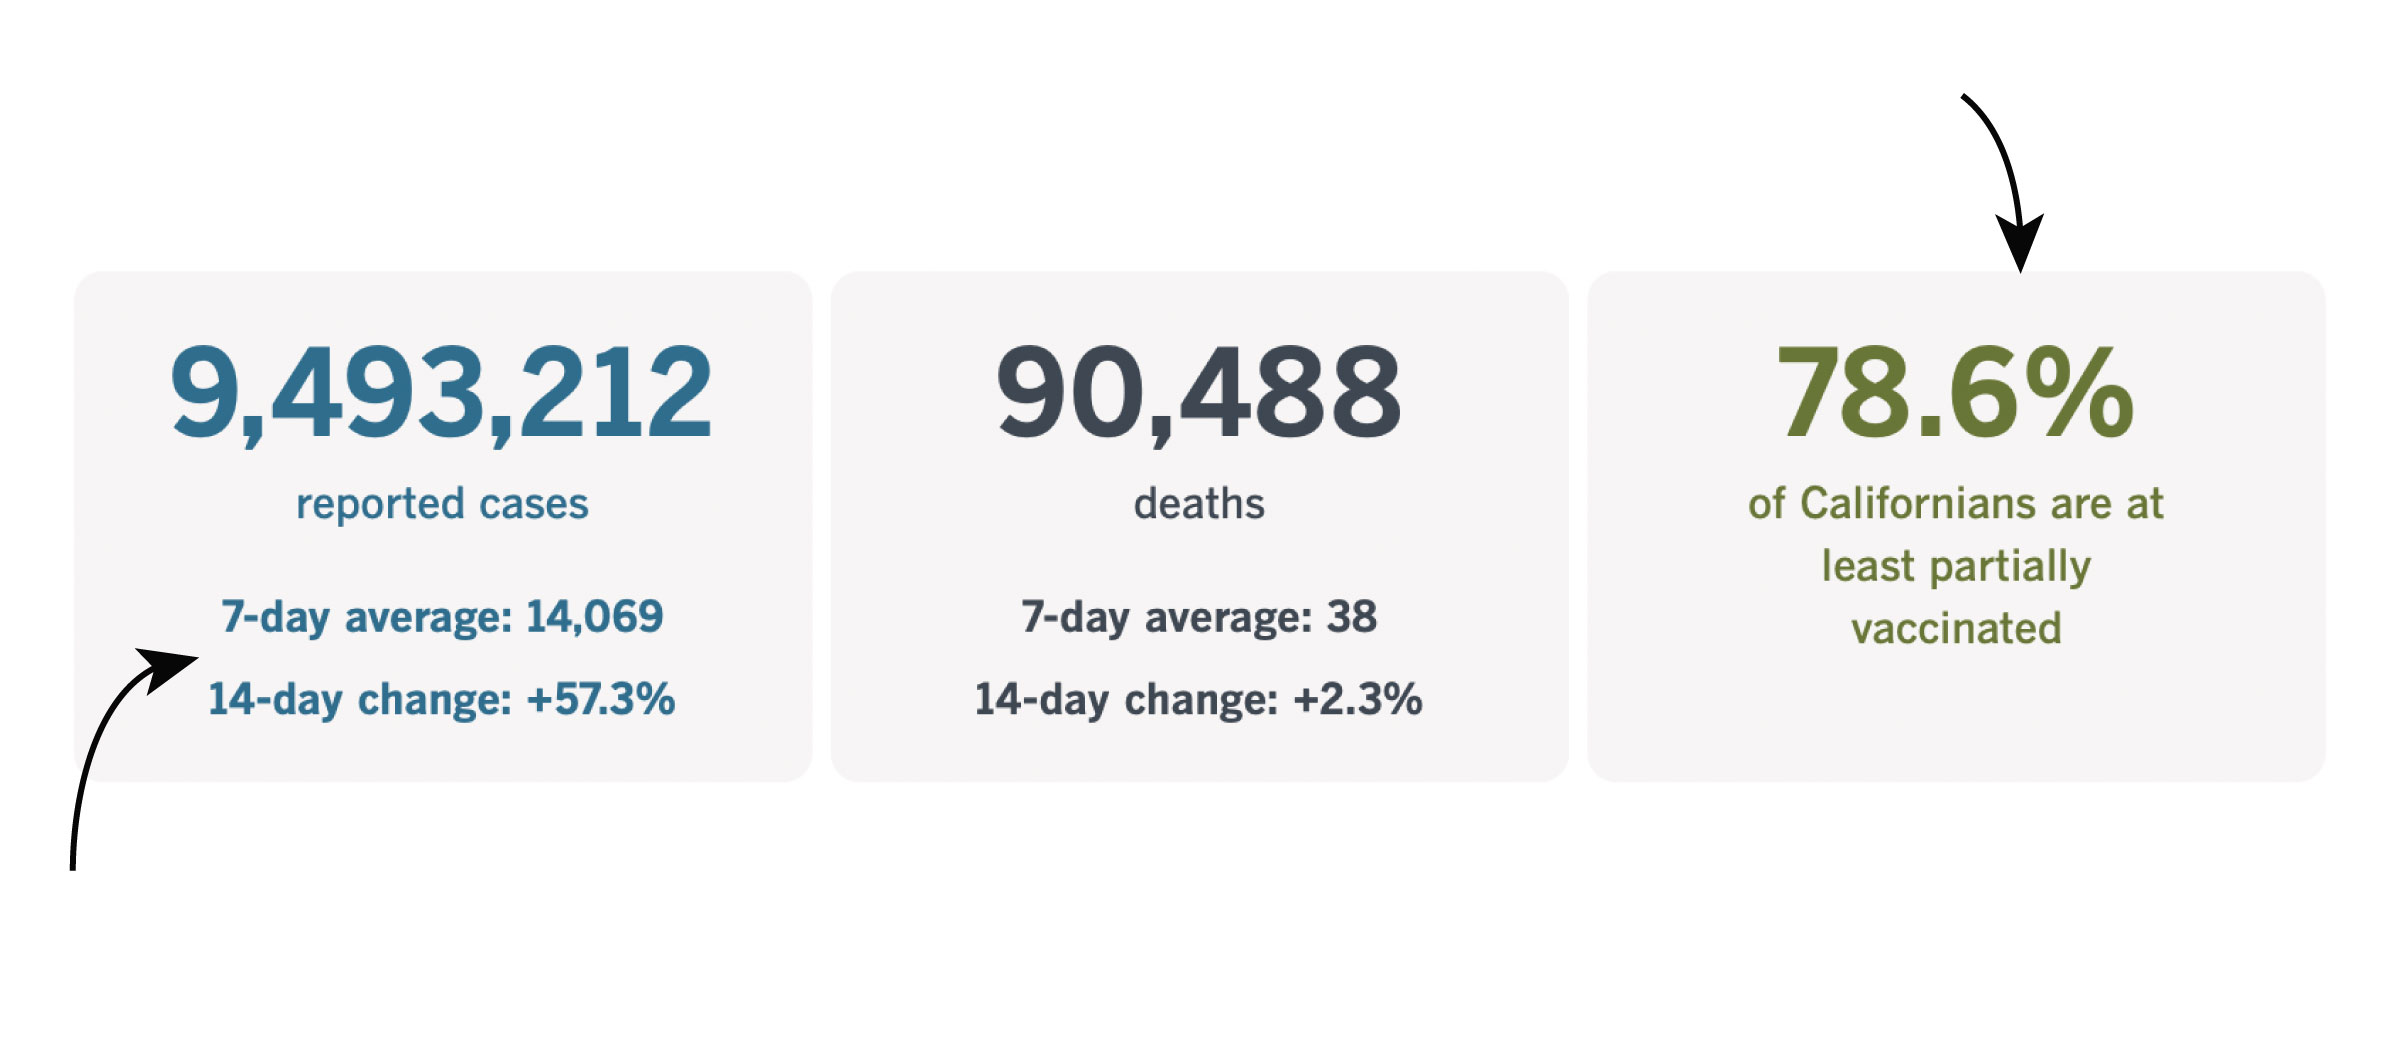 9,493,212
reported cases
7-day average: 14,069
14-day change: +57.3%
90,488
deaths
7-day average: 38
14-day change: +2.3%
78.6%
of Californians are at
least partially
vaccinated